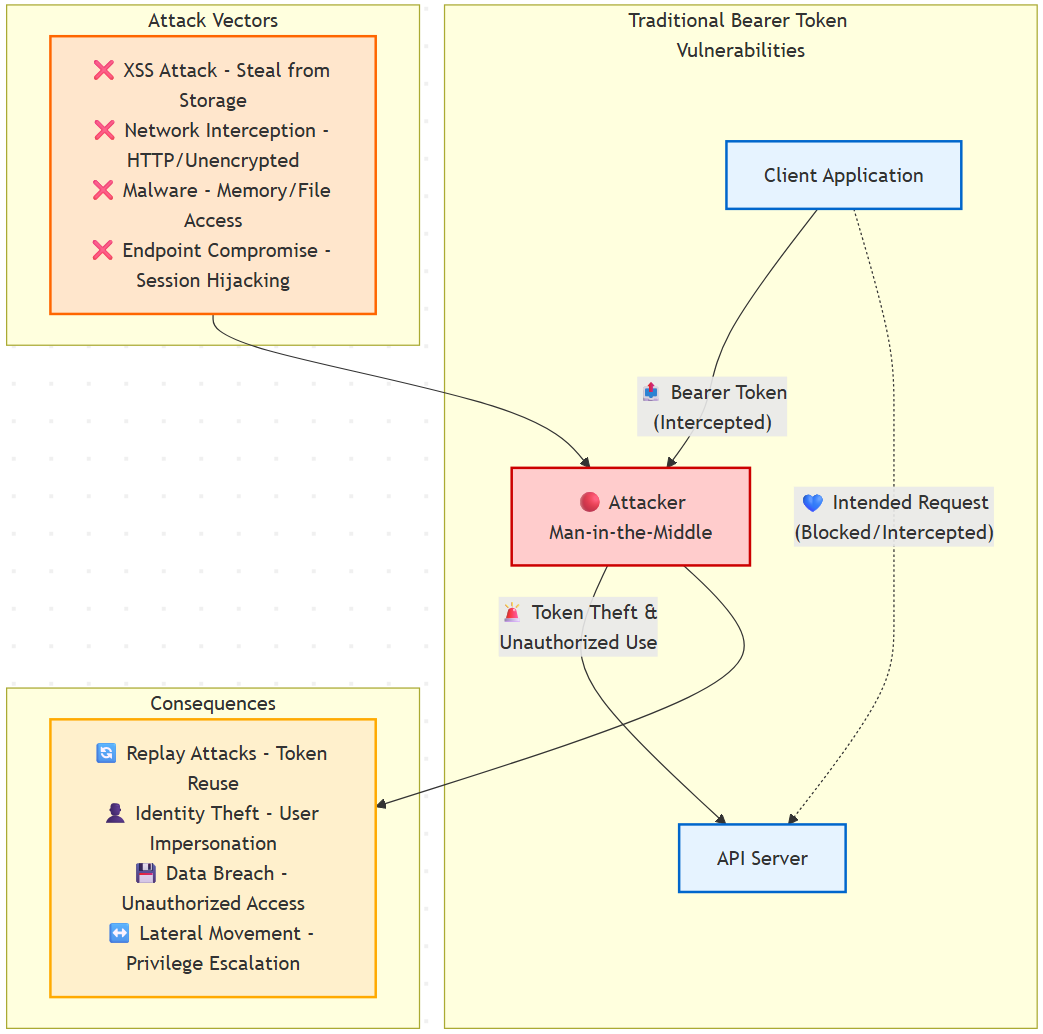 Attack Vectors
❌ XSS Attack - Steal from
Storage
❌ Network Interception -
HTTP/Unencrypted
❌ Malware - Memory/File
Access
❌ Endpoint Compromise -
Session Hijacking
Traditional Bearer Token
Vulnerabilities
Client Application
📤 Bearer Token
(Intercepted)
🔴 Attacker
Man-in-the-Middle
💙 Intended Request
(Blocked/Intercepted)
🚨 Token Theft &
Unauthorized Use
API Server
Consequences
🔄 Replay Attacks - Token
Reuse
👤 Identity Theft - User
Impersonation
💾 Data Breach -
Unauthorized Access
↔️ Lateral Movement -
Privilege Escalation